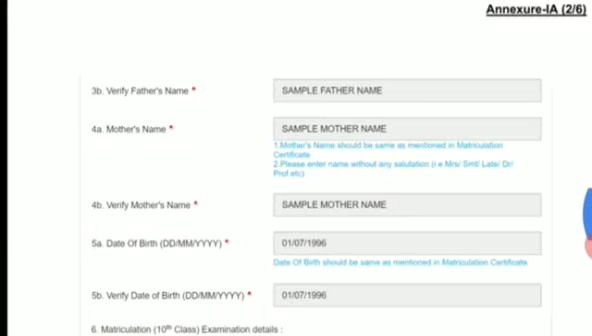 Annexure-IA (2/6)
3b. Verify Father's Name * SAMPLE FATHER NAME
4a. Mother's Name * SAMPLE MOTHER NAME
1.Mother's Name should be same as mentioned in Matriculation
Certificate
2.Please enter name without any salutation (i e Mrs/ Smt/ Late/ Dr/
Prof etc)
4b. Verify Mother's Name * SAMPLE MOTHER NAME
5a. Date Of Birth (DD/MM/YYYY) * 01/07/1996
Date Of Birth should be same as mentioned in Matriculation Certificate
5b. Verify Date of Birth (DD/MM/YYYY) * 01/07/1996
6. Matriculation (10th Class) Examination details :